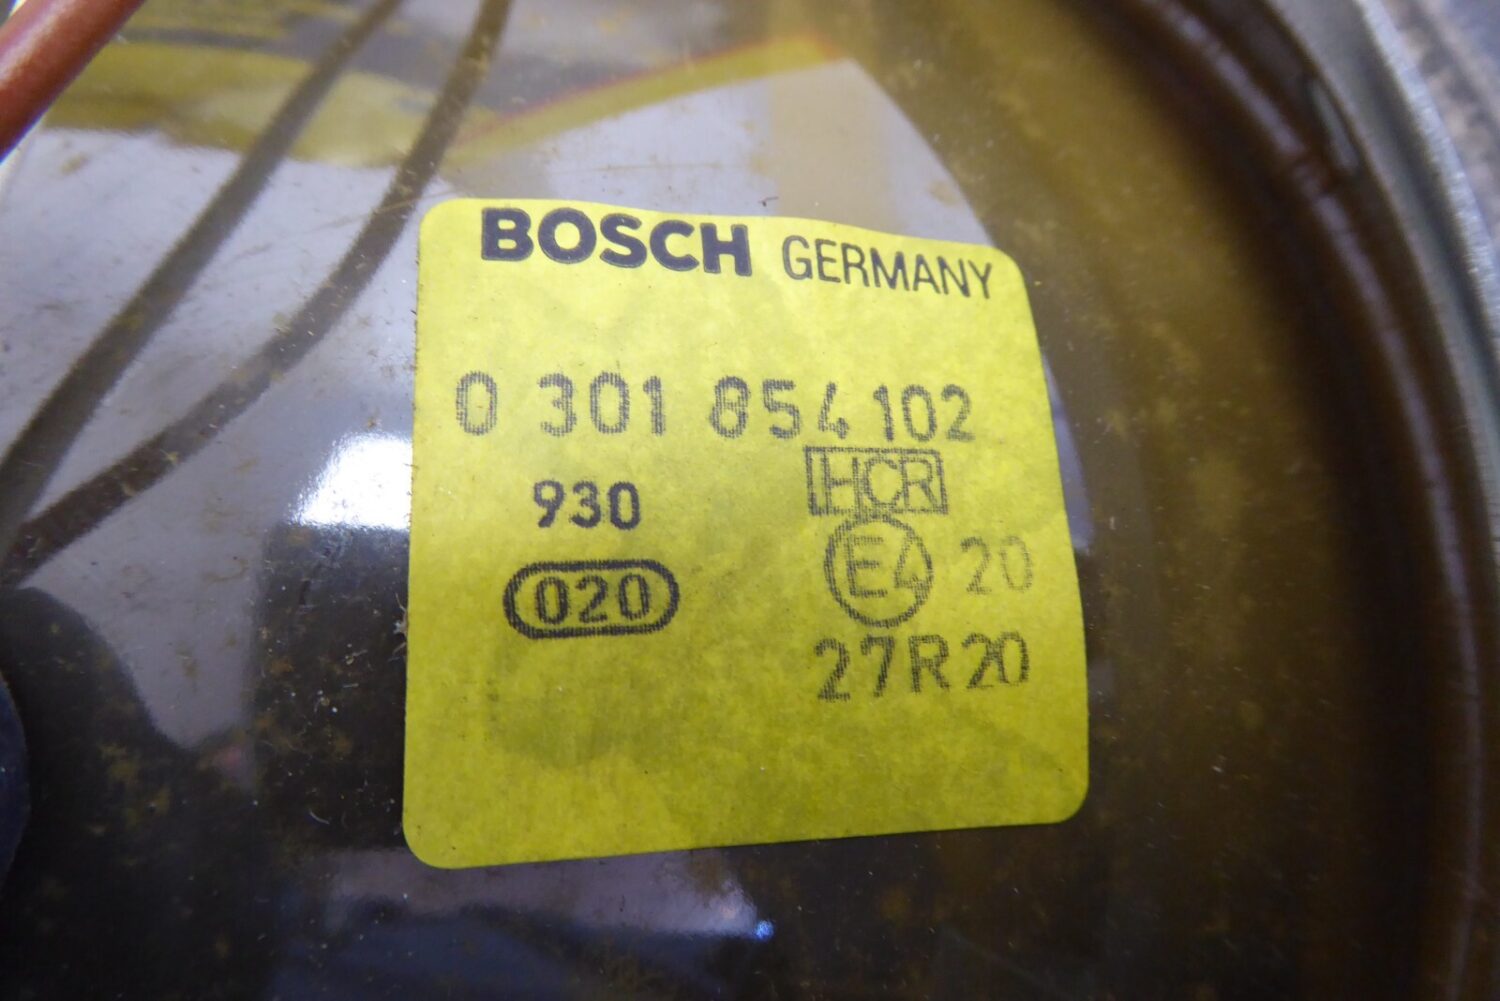 BOSCH GERMANY
0 301 854 102
930
HCR
020
E4 20
27R20